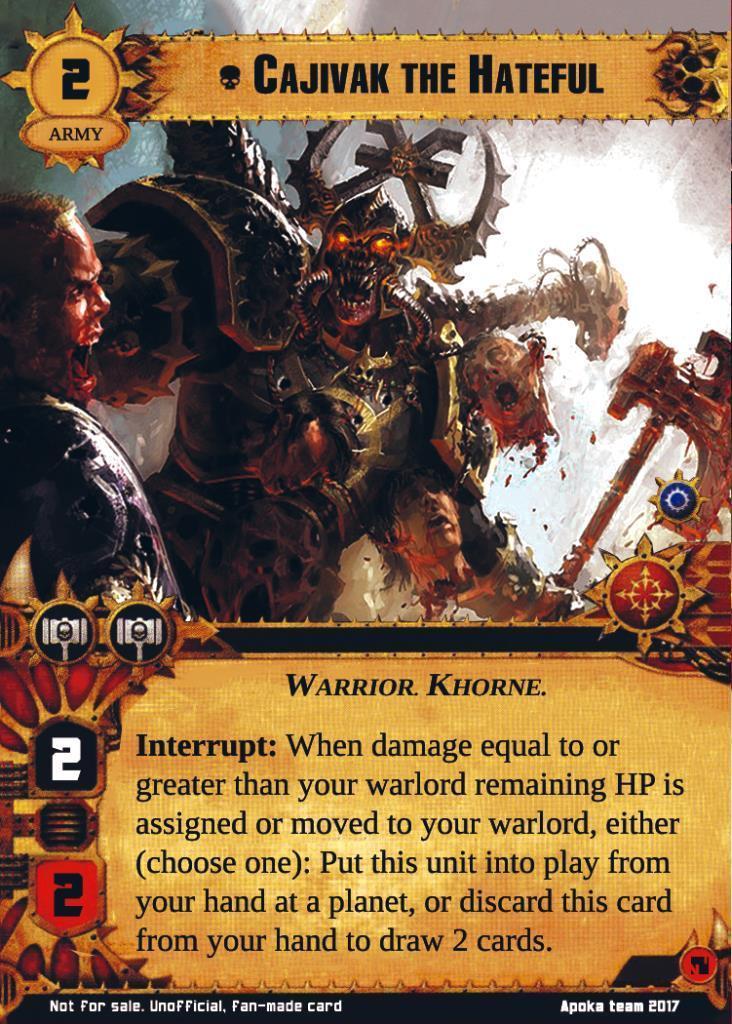 2
CAJIVAK THE HATEFUL
ARMY
WARRIOR. KHORNE.
2
2
Interrupt: When damage equal to or
greater than your warlord remaining HP is
assigned or moved to your warlord, either
(choose one): Put this unit into play from
your hand at a planet, or discard this card
from your hand to draw 2 cards.
Not for sale. Unofficial, fan-made card
Apoka team 2017